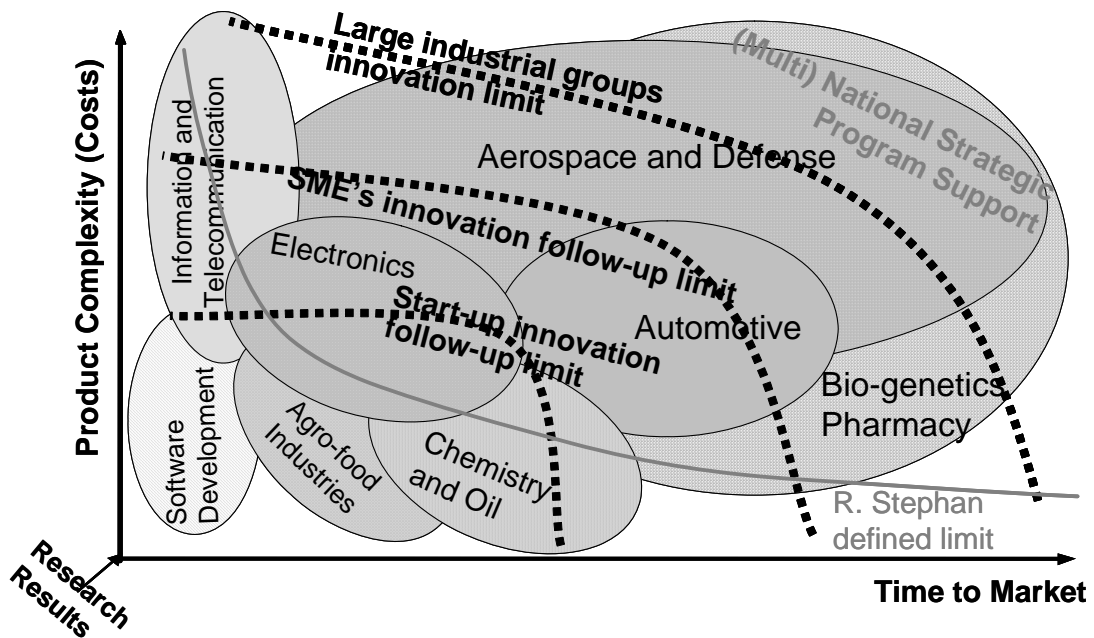 Large industrial groups
innovation limit
(Multi) National Strategic
Program Support
Product Complexity (Costs)
Information and
Telecommunication
Aerospace and Defense
SME's innovation follow-up limit
Electronics
Start-up innovation
follow-up limit
Automotive
Bio-genetics
Pharmacy
Software
Development
Agro-food
Industries
Chemistry
and Oil
R. Stephan
defined limit
Research
Results
Time to Market